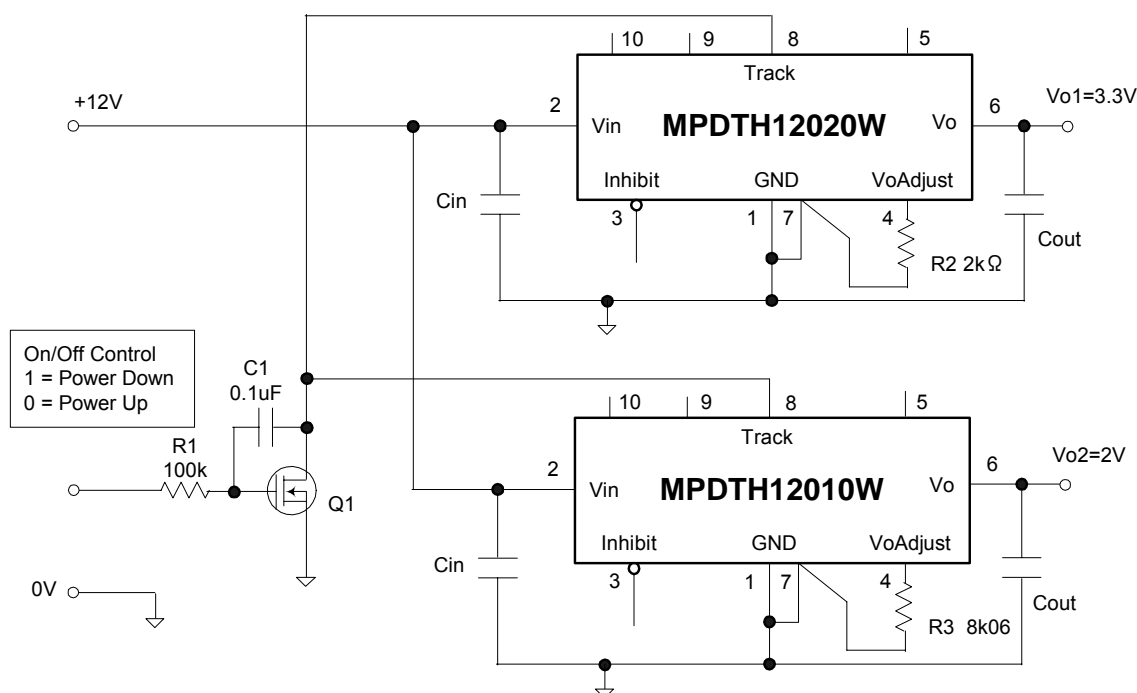 10 9 8 5
Track
+12V
2
Vin
MPDTH12020W
Vo
6
Vo1=3.3V
Inhibit
GND
VoAdjust
Cin
3
1
7
4
R2 2kΩ
Cout
On/Off Control
1 = Power Down
0 = Power Up
C1
0.1uF
R1
100k
Q1
0V
10 9 8 5
Track
2
Vin
MPDTH12010W
Vo
6
Vo2=2V
Inhibit
GND
VoAdjust
Cin
3
1
7
4
R3 8k06
Cout